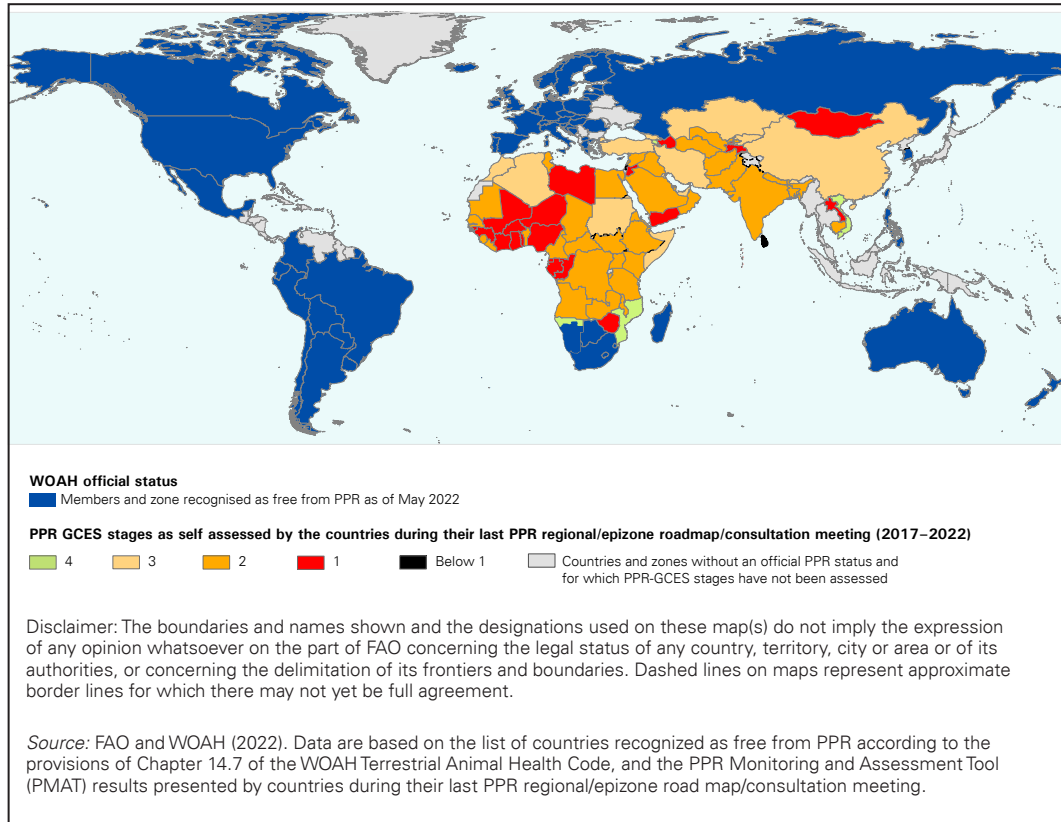 WOAH official status
Members and zone recognised as free from PPR as of May 2022
PPR GCES stages as self assessed by the countries during their last PPR regional/epizone roadmap/consultation meeting (2017–2022)
4 3 2 1 Below 1 Countries and zones without an official PPR status and
for which PPR-GCES stages have not been assessed
Disclaimer: The boundaries and names shown and the designations used on these map(s) do not imply the expression
of any opinion whatsoever on the part of FAO concerning the legal status of any country, territory, city or area or of its
authorities, or concerning the delimitation of its frontiers and boundaries. Dashed lines on maps represent approximate
border lines for which there may not yet be full agreement.
Source: FAO and WOAH (2022). Data are based on the list of countries recognized as free from PPR according to the
provisions of Chapter 14.7 of the WOAH Terrestrial Animal Health Code, and the PPR Monitoring and Assessment Tool
(PMAT) results presented by countries during their last PPR regional/epizone road map/consultation meeting.